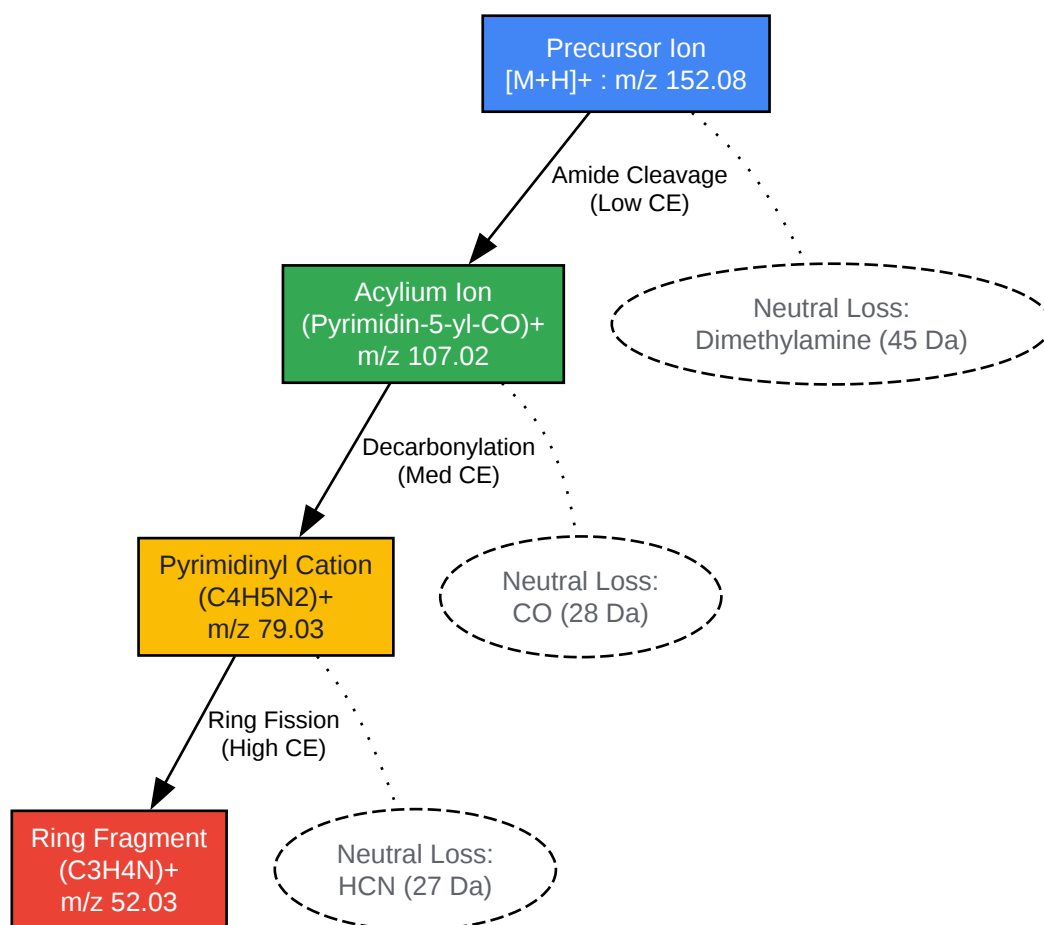 Precursor Ion
[M+H]+ : m/z 152.08
Amide Cleavage
(Low CE)
Acylium Ion
(Pyrimidin-5-yl-CO)+
m/z 107.02
Neutral Loss:
Dimethylamine (45 Da)
Decarbonylation
(Med CE)
Pyrimidinyl Cation
(C4H5N2)+
m/z 79.03
Neutral Loss:
CO (28 Da)
Ring Fission
(High CE)
Ring Fragment
(C3H4N)+
m/z 52.03
Neutral Loss:
HCN (27 Da)